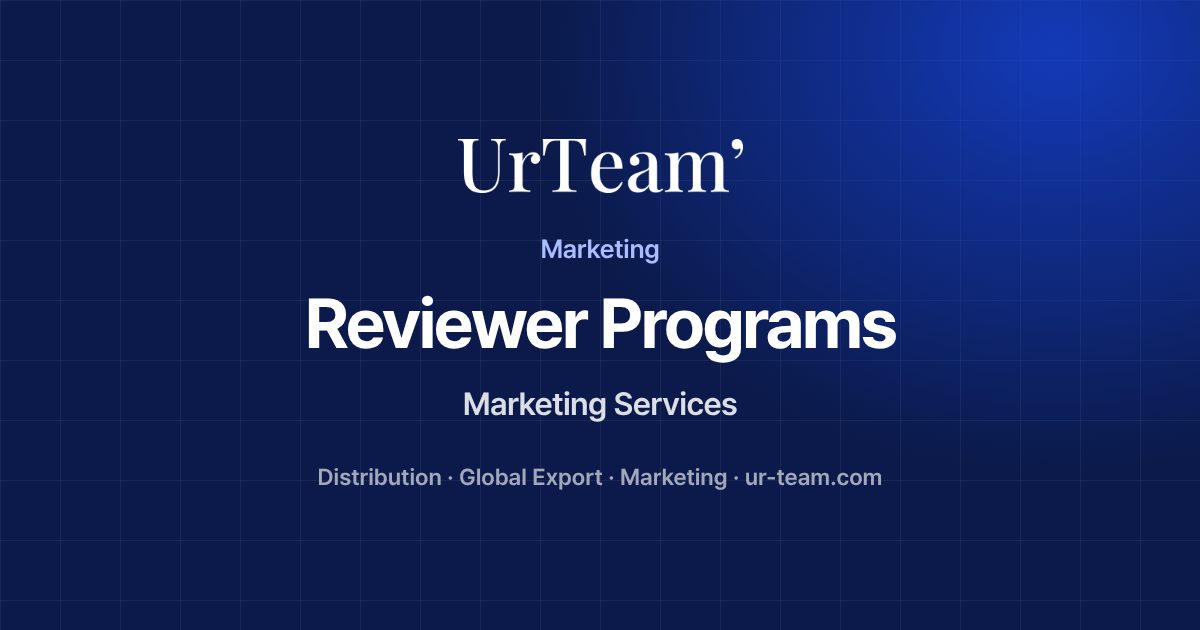 UrTeam’
Marketing
Reviewer Programs
Marketing Services
Distribution · Global Export · Marketing · ur-team.com